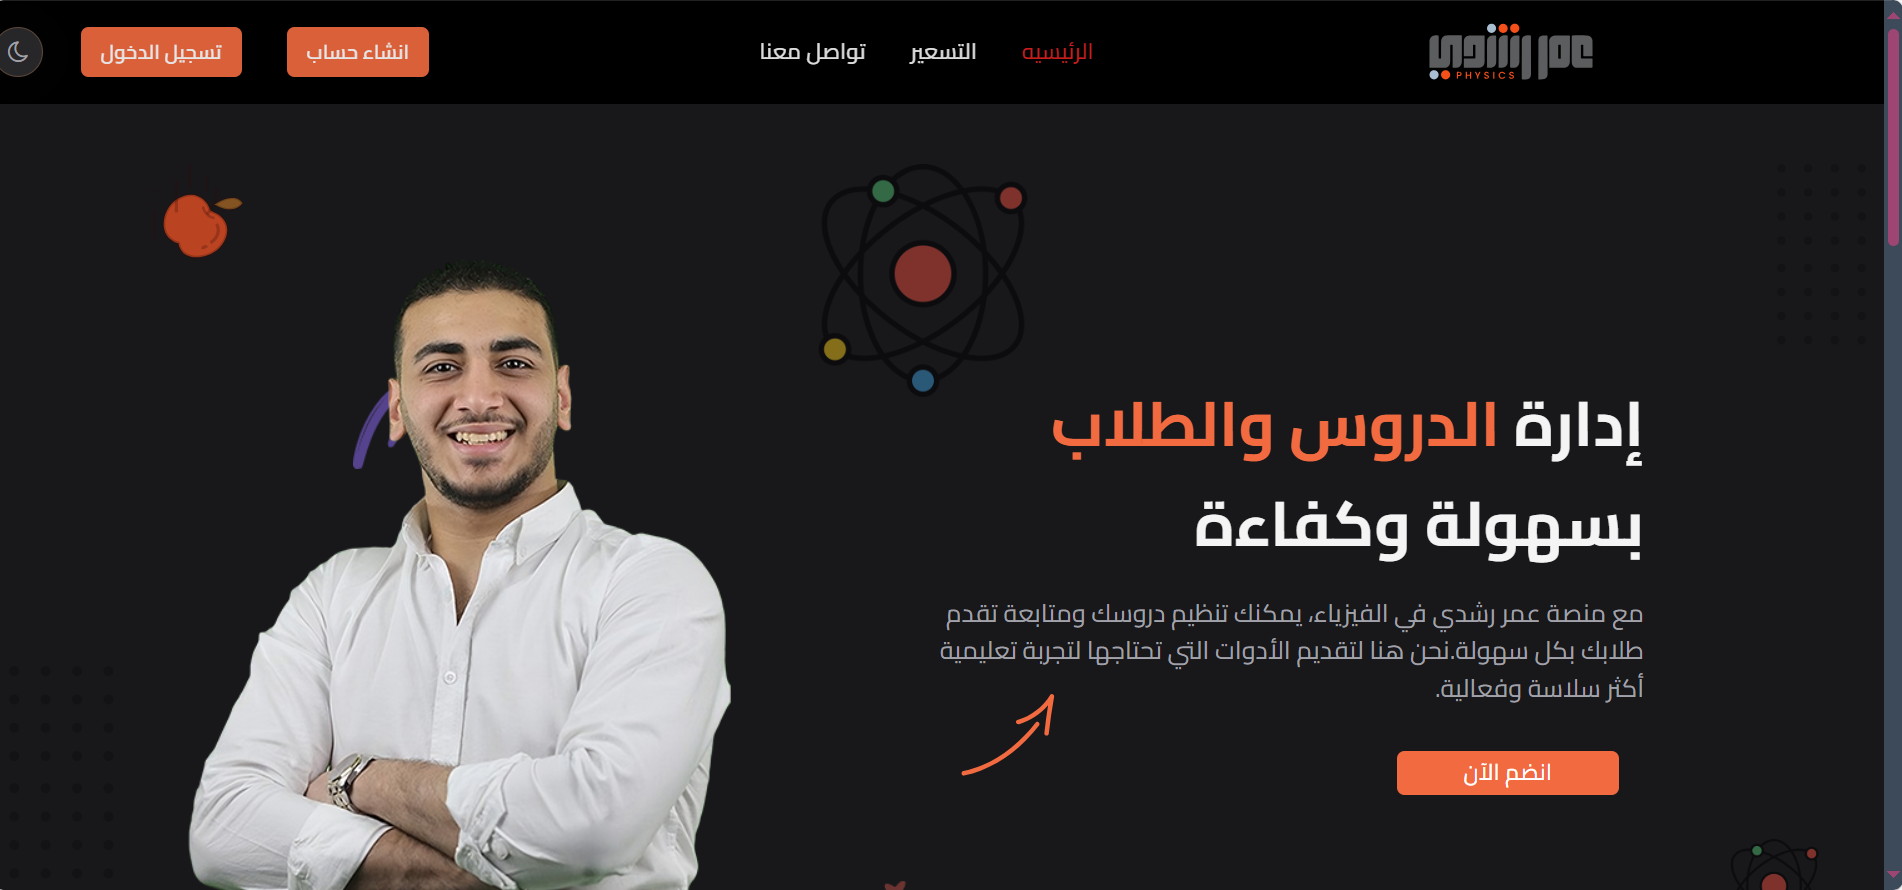 عمر رشدي
PHYSICS
الرئيسيه
التسعير
تواصل معنا
انشاء حساب
تسجيل الدخول
إدارة الدروس والطلاب
بسهولة وكفاءة
مع منصة عمر رشدي في الفيزياء، يمكنك تنظيم دروسك ومتابعة تقدم
طلابك بكل سهولة.نحن هنا لتقديم الأدوات التي تحتاجها لتجربة تعليمية
أكثر سلاسة وفعالية.
انضم الآن